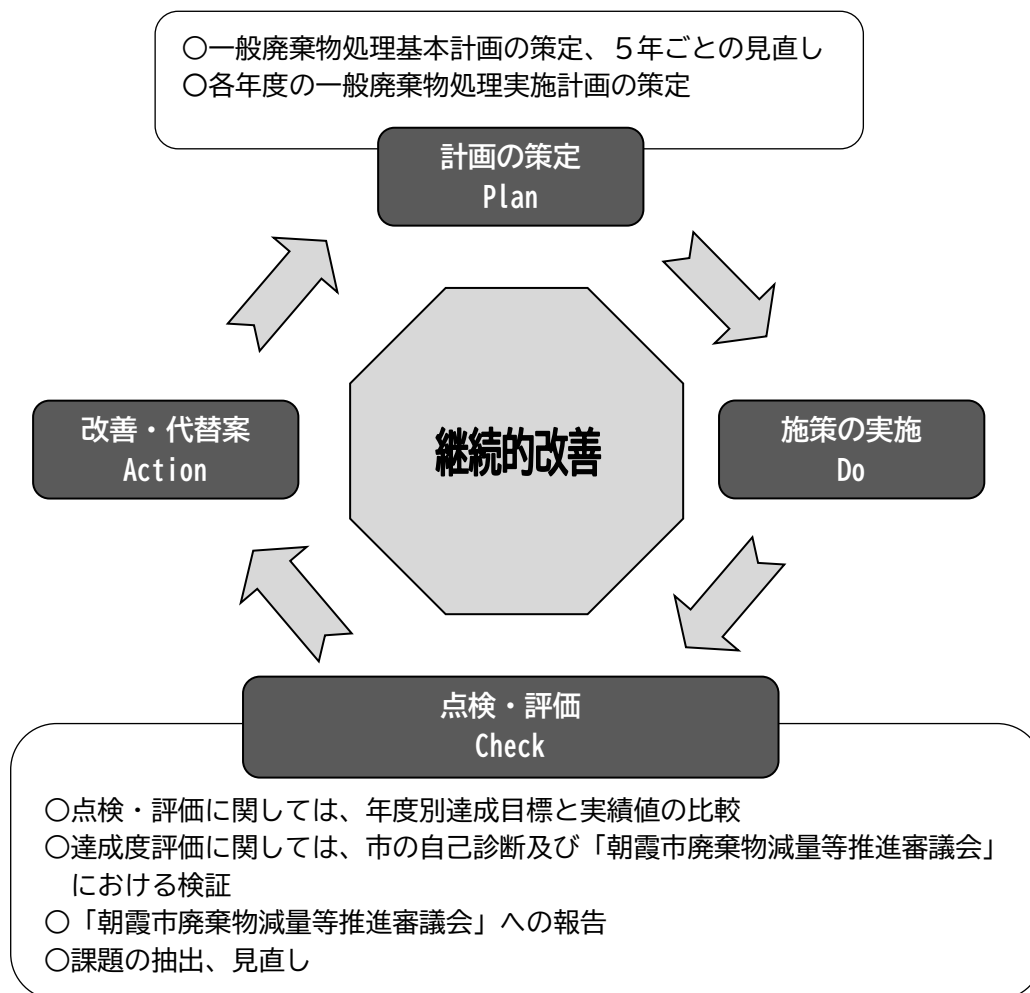 〇一般廃棄物処理基本計画の策定、５年ごとの見直し
〇各年度の一般廃棄物処理実施計画の策定
計画の策定
Plan
改善・代替案
Action
継続的改善
施策の実施
Do
点検・評価
Check
〇点検・評価に関しては、年度別達成目標と実績値の比較
〇達成度評価に関しては、市の自己診断及び「朝霞市廃棄物減量等推進審議会」
における検証
〇「朝霞市廃棄物減量等推進審議会」への報告
〇課題の抽出、見直し